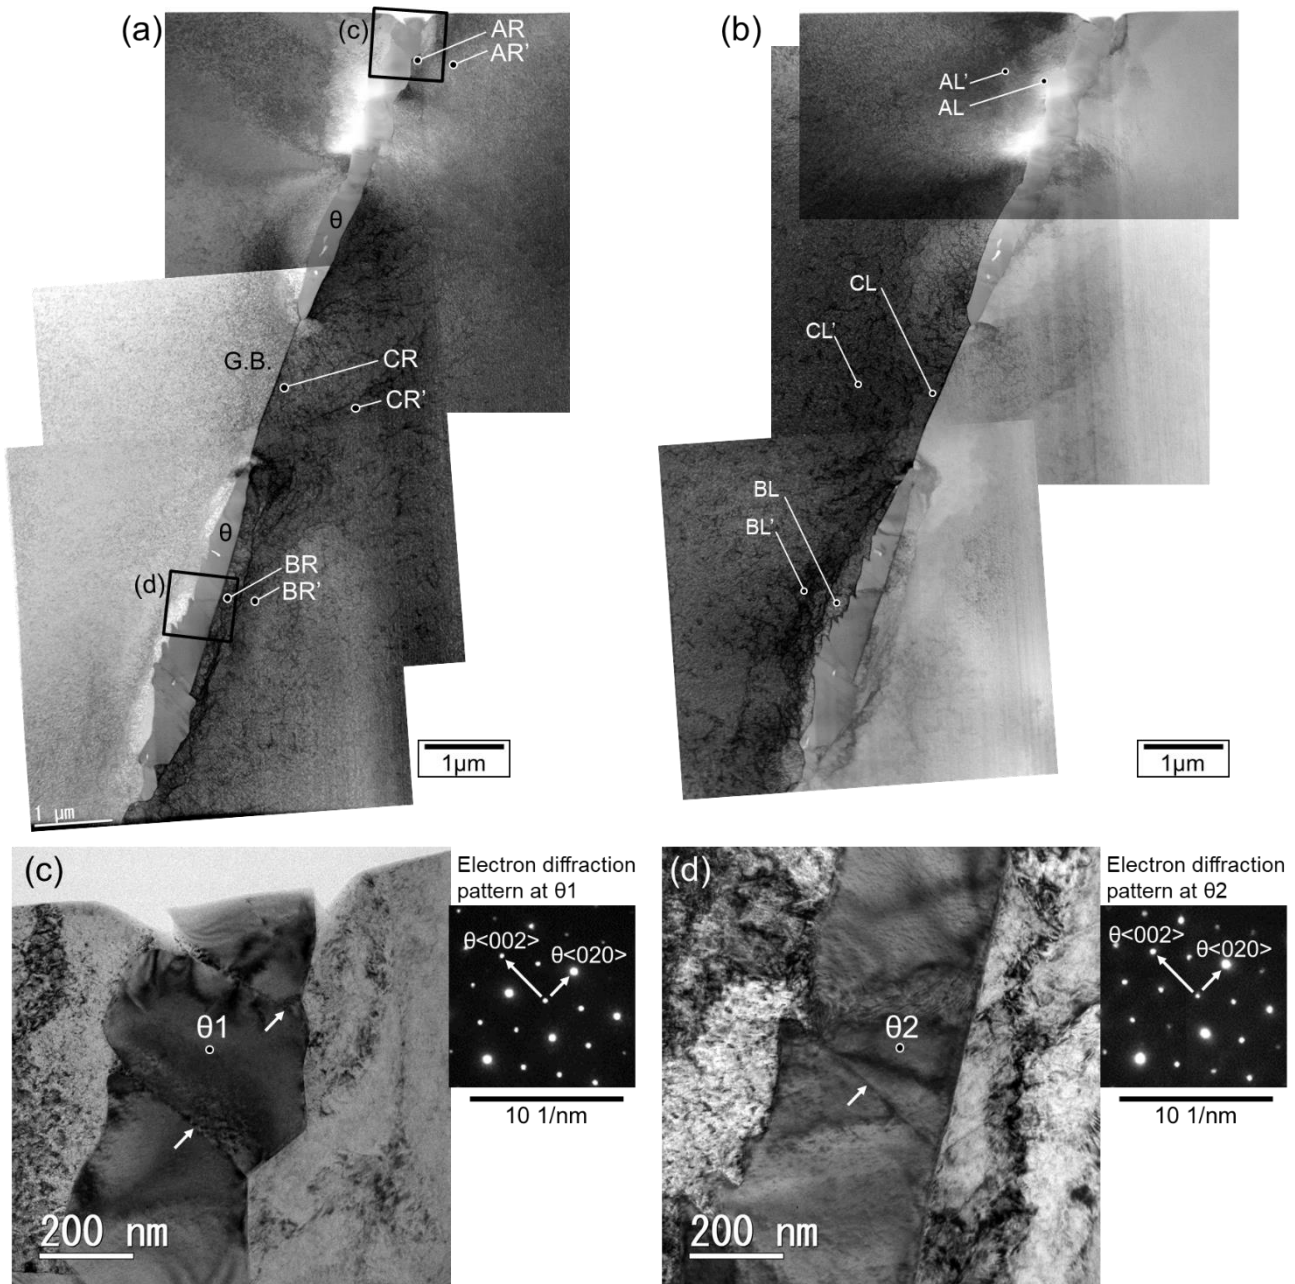 (a)
(c)
AR
AR’
θ
G.B.
CR
CR’
θ
(d)
BR
BR’
1μm
1 μm
(b)
AL’
AL
CL
CL’
BL
BL’
1μm
(c)
θ1
200 nm
Electron diffraction
pattern at θ1
θ<002>
θ<020>
10 1/nm
(d)
θ2
200 nm
Electron diffraction
pattern at θ2
θ<002>
θ<020>
10 1/nm